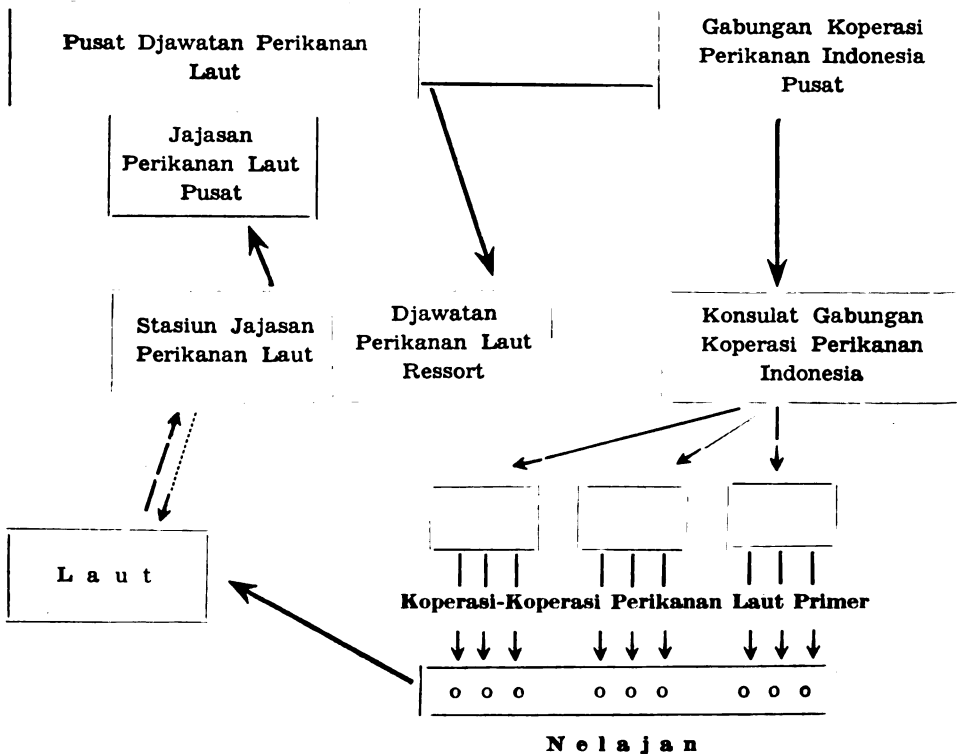 Pusat Djawatan Perikanan
Laut
Gabungan Koperasi
Perikanan Indonesia
Pusat
Jajasan
Perikanan Laut
Pusat
Stasiun Jajasan
Perikanan Laut
Djawatan
Perikanan Laut
Ressort
Konsulat Gabungan
Koperasi Perikanan
Indonesia
L a u t
Koperasi-Koperasi Perikanan Laut Primer
o o o o o o o o o
N e l a j a n